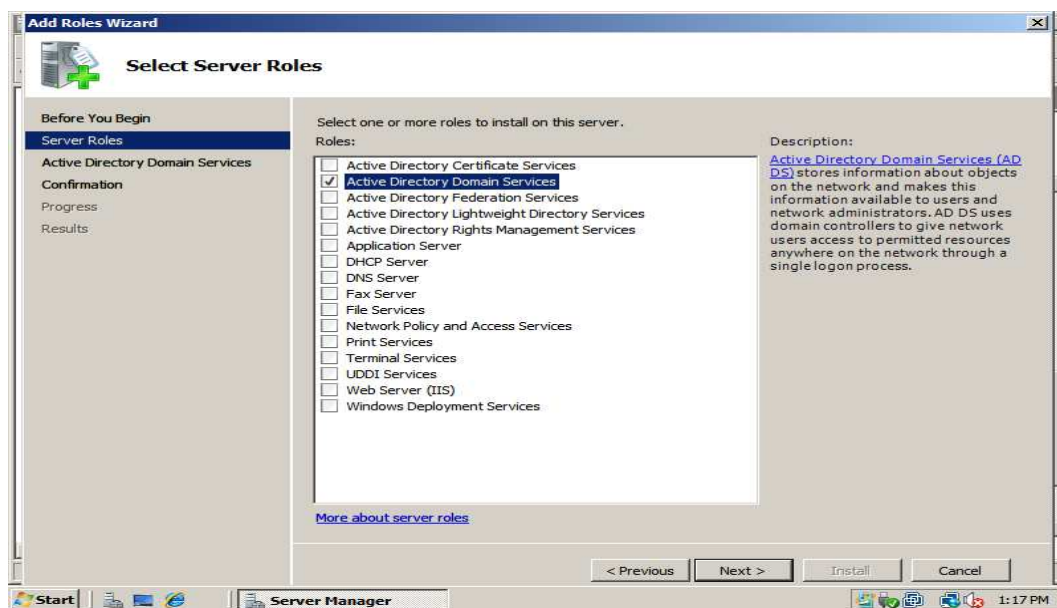 Add Roles Wizard
Select Server Roles
Before You Begin
Server Roles
Active Directory Domain Services
Confirmation
Progress
Results
Select one or more roles to install on this server.
Roles:
Active Directory Certificate Services
Active Directory Domain Services
Active Directory Federation Services
Active Directory Lightweight Directory Services
Active Directory Rights Management Services
Application Server
DHCP Server
DNS Server
Fax Server
File Services
Network Policy and Access Services
Print Services
Terminal Services
UDDI Services
Web Server (IIS)
Windows Deployment Services
More about server roles
Description:
Active Directory Domain Services (AD
DS) stores information about objects
on the network and makes this
information available to users and
network administrators. AD DS uses
domain controllers to give network
users access to permitted resources
anywhere on the network through a
single logon process.
< Previous
Next >
Install
Cancel
Start
Server Manager
1:17 PM